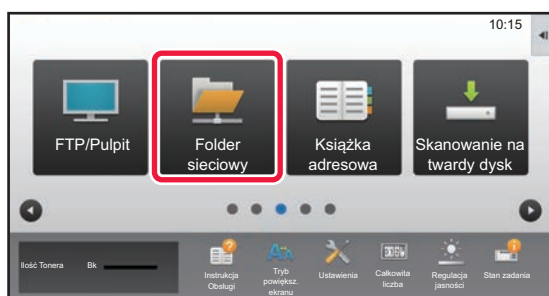 10:15
FTP/Pulpit
Folder
sieciowy
Książka
adresowa
Skanowanie na
twardy dysk
Ilość Tonera Bk
Instrukcja
Obsługi
Tryb
powiększ.
ekranu
Ustawienia
Całkowita
liczba
Regulacja
jasności
Stan zadania